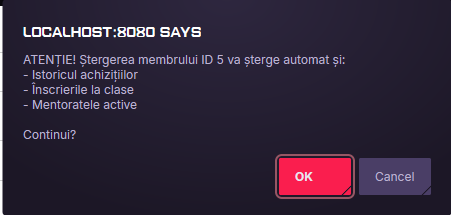 LOCALHOST:8080 SAYS
ATENȚIE! Ștergerea membrului ID 5 va șterge automat și:
- Istoricul achizițiilor
- Înscrierile la clase
- Mentoratele active
Continui?
OK
Cancel